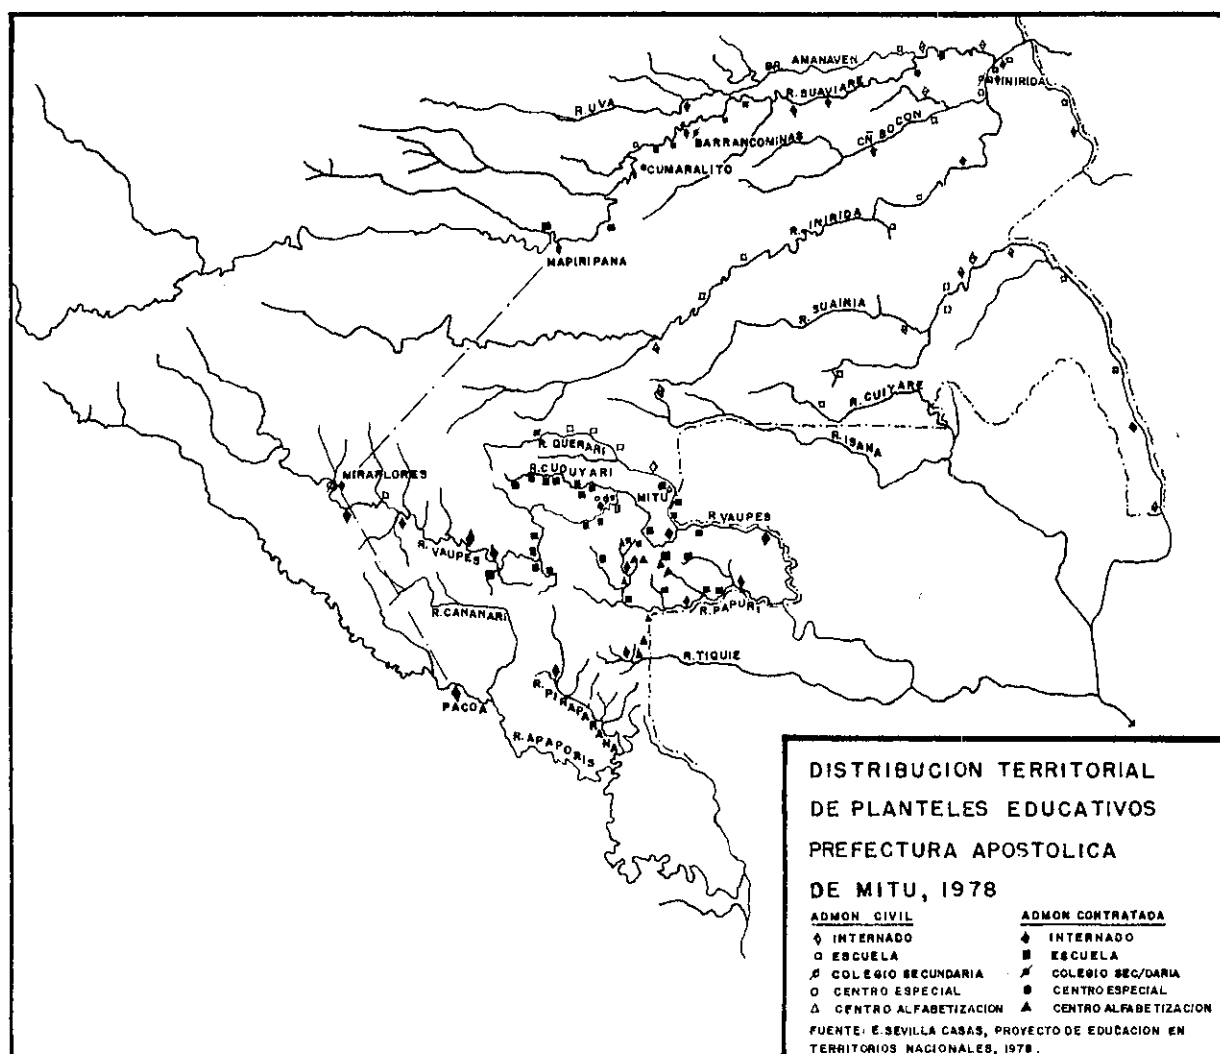 BR. AMANAVEN
R. GUAVIARE
R. UVA
INIRIDA
CÑ BOCON
BARRANCOMINAS
CUMARALITO
R. INIRIDA
MAPIRIPANA
R. SUAINIA
R. CUIYARE
R. ISANA
R. QUERARI
R. CUDUYARI
MIRAFLORES
MITU
R. VAUPES
R. VAUPES
R. CANANARI
R. PAPURI
R. TIQUIE
R. PIRAPARANA
PACOA
R. APAPORIS
DISTRIBUCION TERRITORIAL
DE PLANTELES EDUCATIVOS
PREFECTURA APOSTOLICA
DE MITU, 1978
ADMON CIVIL
INTERNADO
ESCUELA
COLEGIO SECUNDARIA
CENTRO ESPECIAL
CENTRO ALFABETIZACION
ADMON CONTRATADA
INTERNADO
ESCUELA
COLEGIO SEC/DARIA
CENTRO ESPECIAL
CENTRO ALFABETIZACION
FUENTE: E. SEVILLA CASAS, PROYECTO DE EDUCACION EN
TERRITORIOS NACIONALES, 1978.